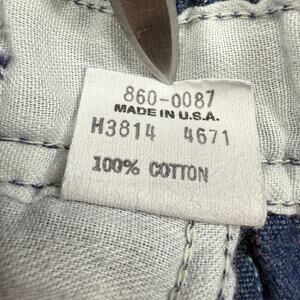 860-0087
MADE IN U.S.A.
H3814 4671
100% COTTON